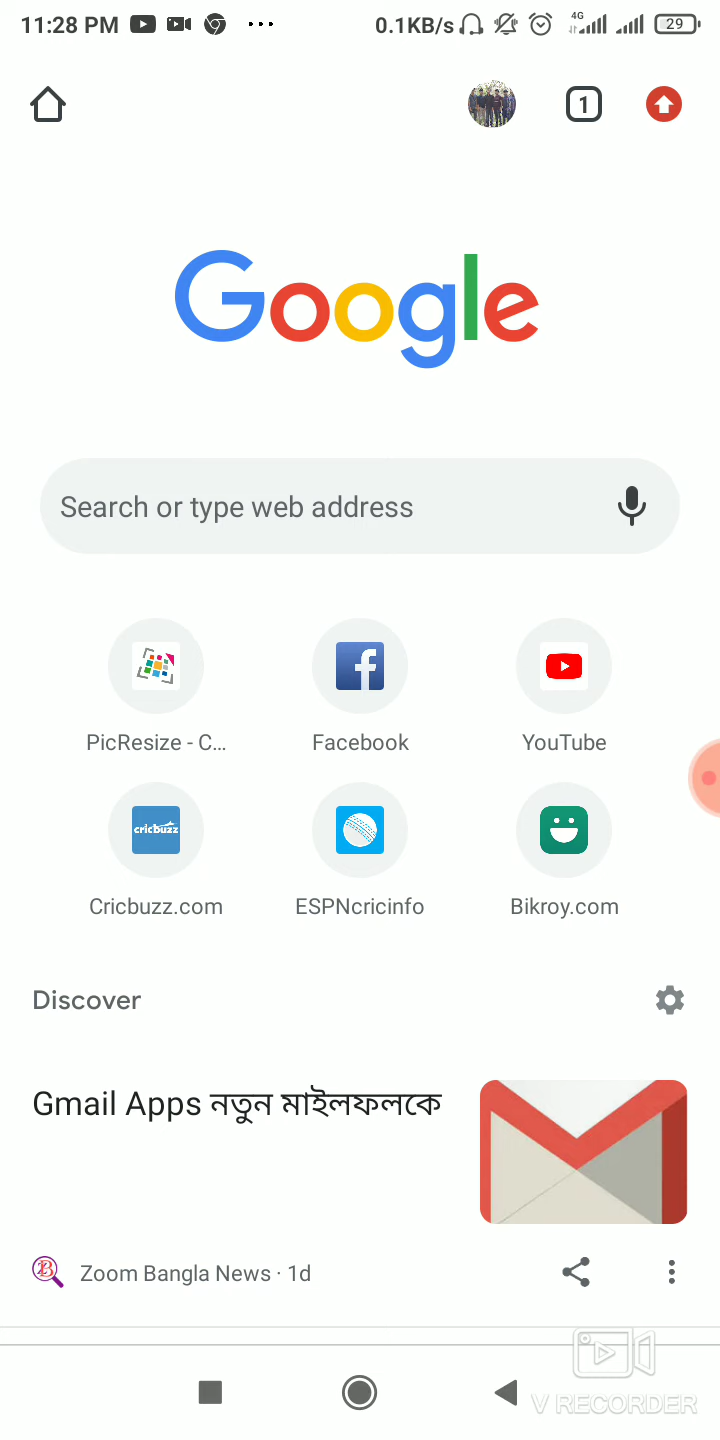 11:28 PM 0.1KB/s 4G 29
1
Google
Search or type web address
PicResize - C... Facebook YouTube
cricbuzz
Cricbuzz.com ESPNcricinfo Bikroy.com
Discover
Gmail Apps নতুন মাইলফলকে
Zoom Bangla News · 1d
V RECORDER